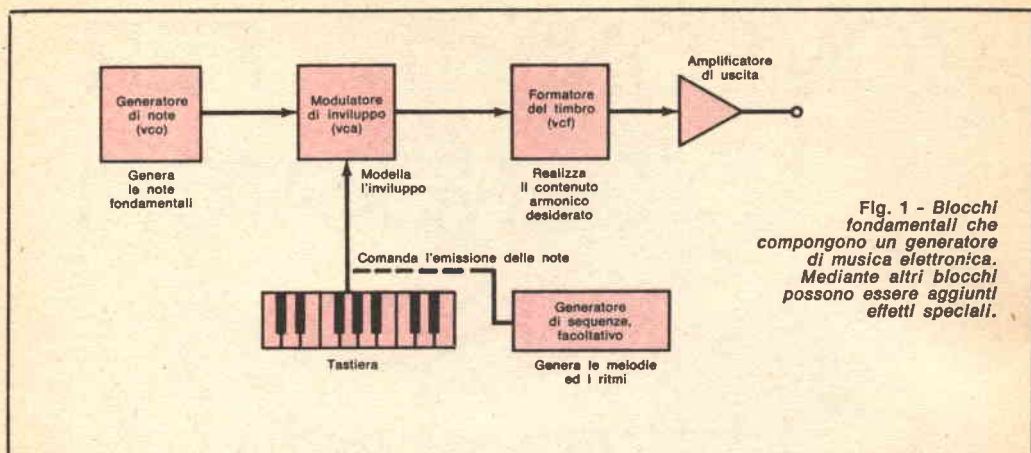 Generatore
di note
(vco)
Genera
le note
fondamentali
Modulatore
di inviluppo
(vca)
Modella
l'inviluppo
Formatore
del timbro
(vcf)
Realizza
il contenuto
armonico
desiderato
Amplificatore
di uscita
Comanda l'emissione delle note
Tastiera
Generatore
di sequenze,
facoltativo
Genera le melodie
ed i ritmi
Fig. 1 - Blocchi
fondamentali che
compongono un generatore
di musica elettronica.
Mediante altri blocchi
possono essere aggiunti
effetti speciali.